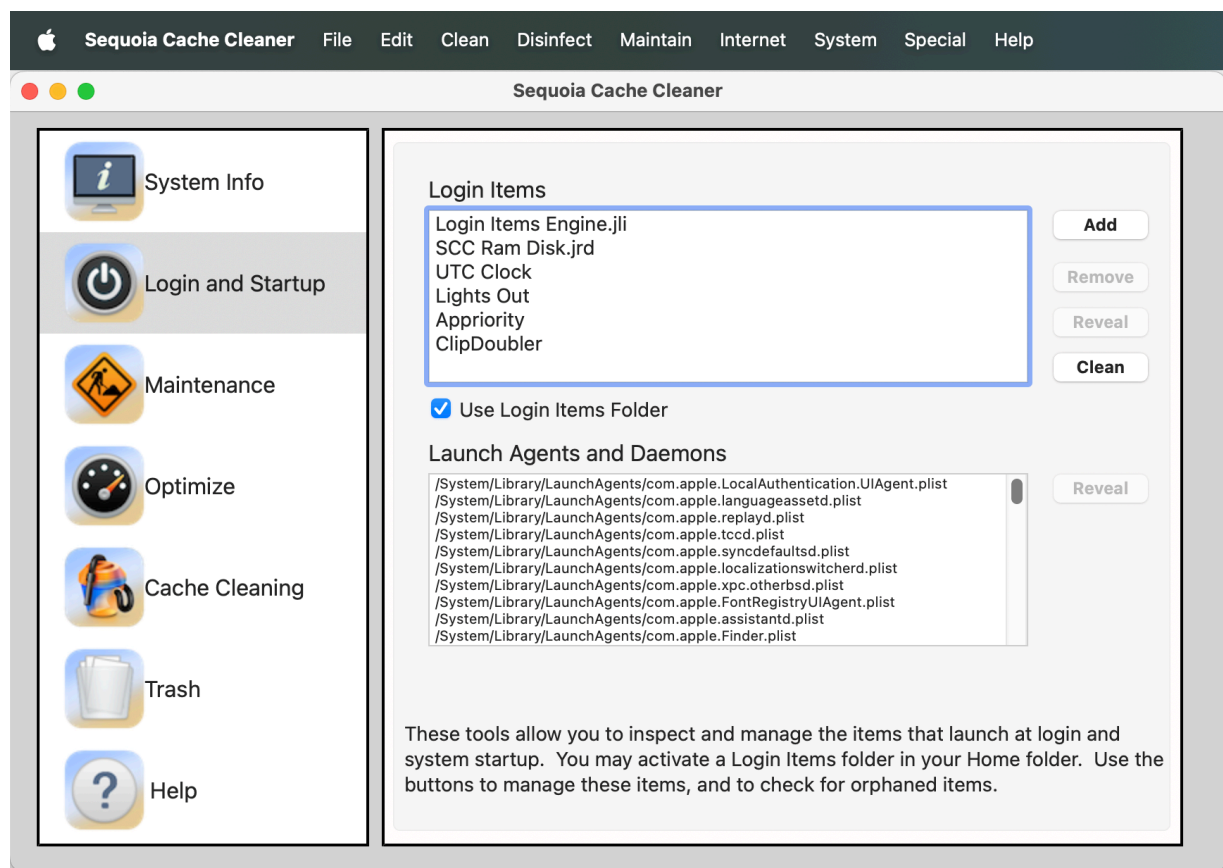 Sequoia Cache Cleaner File Edit Clean Disinfect Maintain Internet System Special Help
Sequoia Cache Cleaner
System Info
Login and Startup
Maintenance
Optimize
Cache Cleaning
Trash
? Help
Login Items
Login Items Engine.jli
SCC Ram Disk.jrd
UTC Clock
Lights Out
Appriority
ClipDoubler
Add
Remove
Reveal
Clean
Use Login Items Folder
Launch Agents and Daemons
/System/Library/LaunchAgents/com.apple.LocalAuthentication.UIAgent.plist
/System/Library/LaunchAgents/com.apple.languageassetd.plist
/System/Library/LaunchAgents/com.apple.replayd.plist
/System/Library/LaunchAgents/com.apple.tccd.plist
/System/Library/LaunchAgents/com.apple.syncdefaultsd.plist
/System/Library/LaunchAgents/com.apple.localizationswitcherd.plist
/System/Library/LaunchAgents/com.apple.xpc.otherbsd.plist
/System/Library/LaunchAgents/com.apple.FontRegistryUIAgent.plist
/System/Library/LaunchAgents/com.apple.assistantd.plist
/System/Library/LaunchAgents/com.apple.Finder.plist
Reveal
These tools allow you to inspect and manage the items that launch at login and
system startup.  You may activate a Login Items folder in your Home folder.  Use the
buttons to manage these items, and to check for orphaned items.